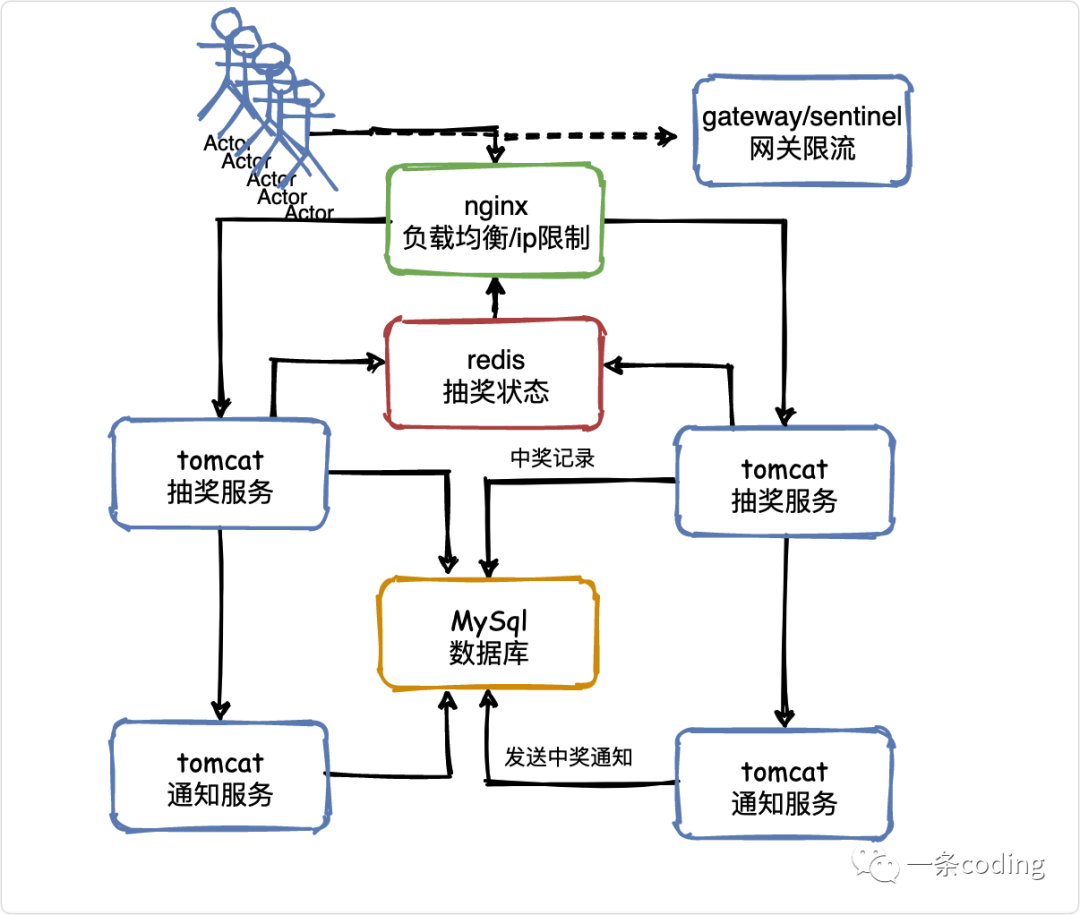 Actor
Actor
Actor
Actor
Actor
gateway/sentinel
网关限流
nginx
负载均衡/ip限制
redis
抽奖状态
tomcat
抽奖服务
中奖记录
tomcat
抽奖服务
MySql
数据库
tomcat
通知服务
发送中奖通知
tomcat
通知服务
一条coding